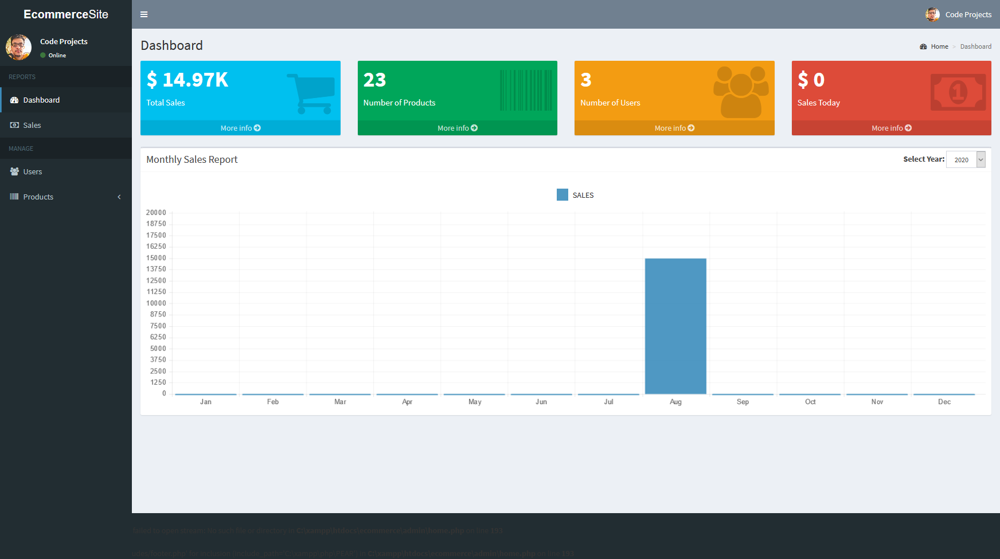 EcommerceSite
Code Projects
Code Projects
Online
REPORTS
Dashboard
Sales
MANAGE
Users
Products
Dashboard
Home > Dashboard
$ 14.97K
Total Sales
More info
23
Number of Products
More info
3
Number of Users
More info
$ 0
Sales Today
More info
Monthly Sales Report
Select Year: 2020
SALES
20000
18750
17500
16250
15000
13750
12500
11250
10000
8750
7500
6250
5000
3750
2500
1250
0
Jan Feb Mar Apr May Jun Jul Aug Sep Oct Nov Dec
failed to open stream: No such file or directory in C:\xampp\htdocs\ecommerce\admin\home.php on line 193
/footer.php' for inclusion (include_path='C:\xampp\php\PEAR') in C:\xampp\htdocs\ecommerce\admin\home.php on line 193